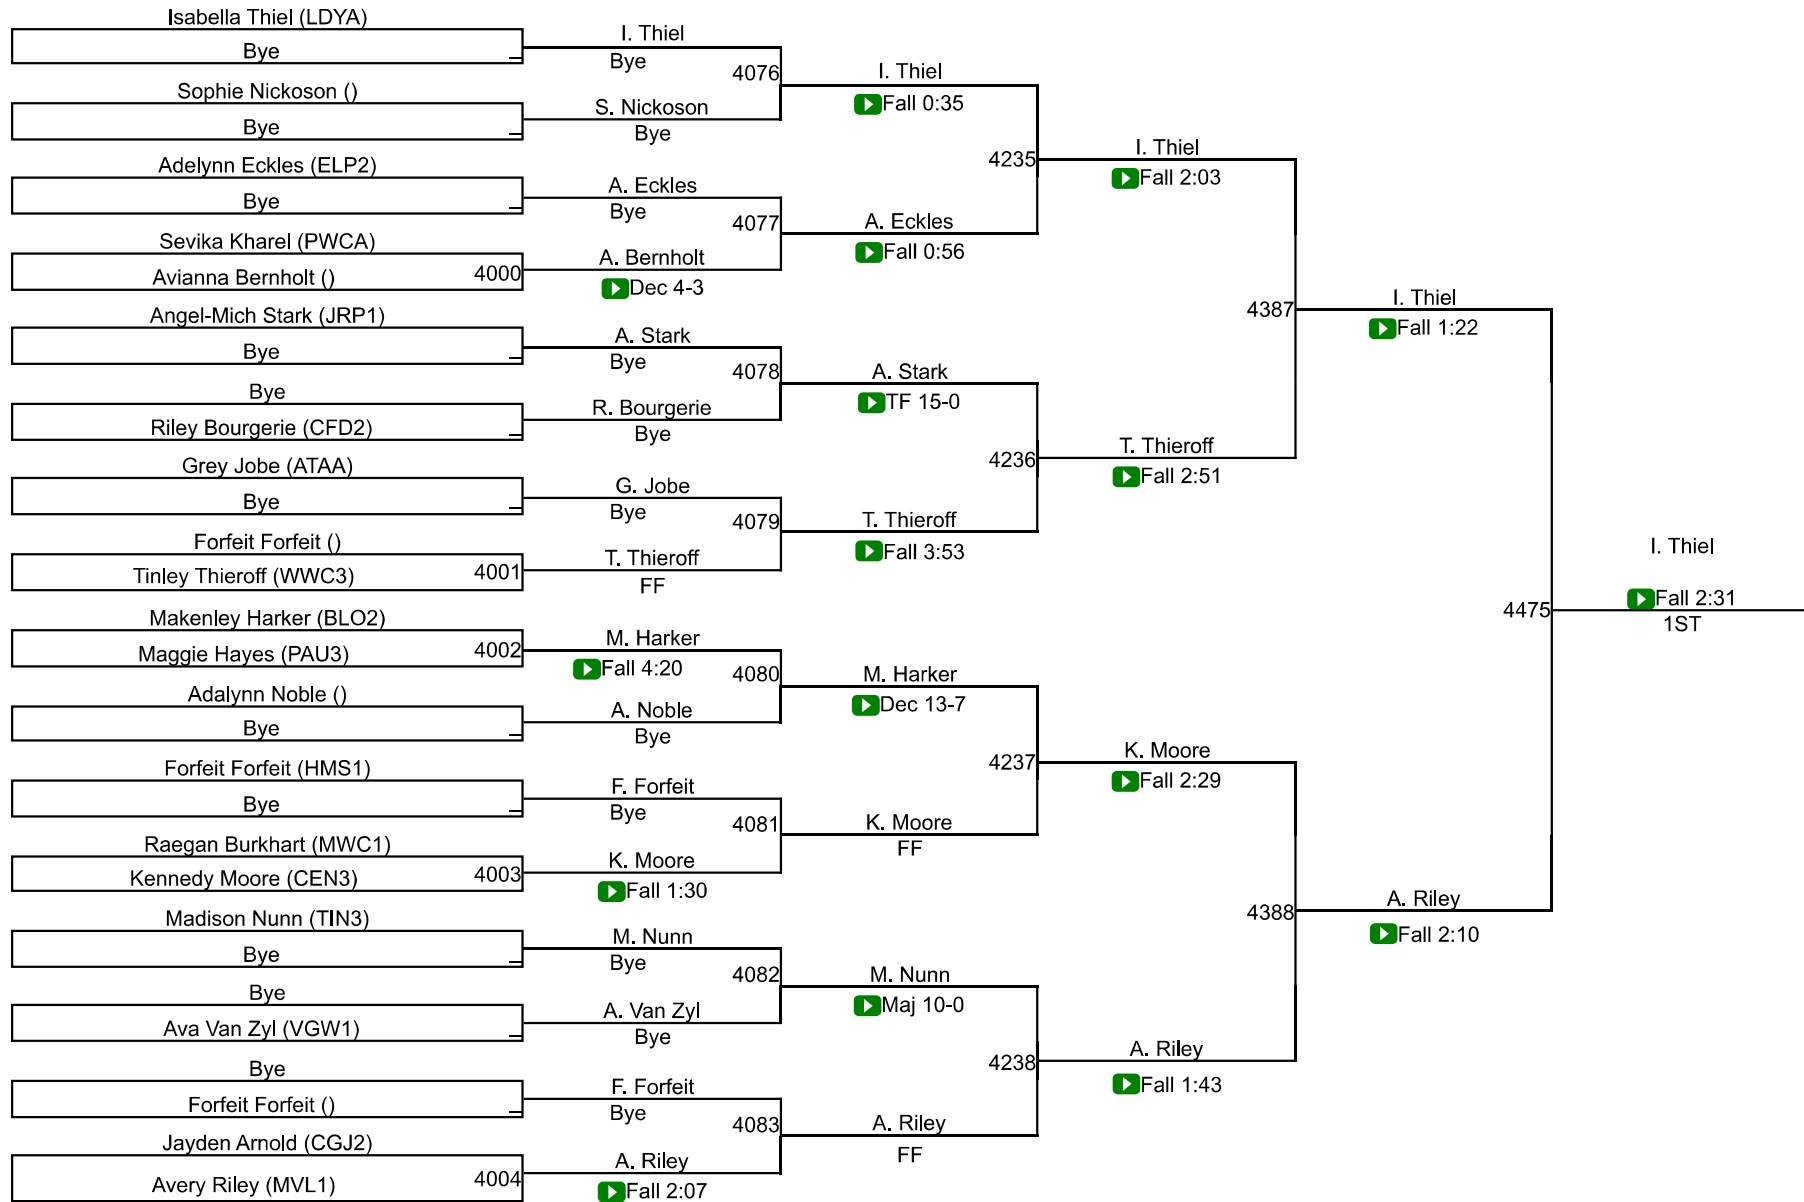 Isabella Thiel (LDYA)
Bye
Sophie Nickoson ()
Bye
Adelynn Eckles (ELP2)
Bye
Sevika Kharel (PWCA)
Avianna Bernholt ()
4000
Angel-Mich Stark (JRP1)
Bye
Bye
Riley Bourgerie (CFD2)
Grey Jobe (ATAA)
Bye
Forfeit Forfeit ()
Tinley Thieroff (WWC3)
4001
Makenley Harker (BLO2)
Maggie Hayes (PAU3)
4002
Adalynn Noble ()
Bye
Forfeit Forfeit (HMS1)
Bye
Raegan Burkhart (MWC1)
Kennedy Moore (CEN3)
4003
Madison Nunn (TIN3)
Bye
Bye
Ava Van Zyl (VGW1)
Bye
Forfeit Forfeit ()
Jayden Arnold (CGJ2)
Avery Riley (MVL1)
4004
I. Thiel
Bye
4076
S. Nickoson
Bye
A. Eckles
Bye
4077
A. Bernholt
Dec 4-3
A. Stark
Bye
4078
R. Bourgerie
Bye
G. Jobe
Bye
4079
T. Thieroff
FF
M. Harker
Fall 4:20
4080
A. Noble
Bye
F. Forfeit
Bye
4081
K. Moore
Fall 1:30
M. Nunn
Bye
4082
A. Van Zyl
Bye
F. Forfeit
Bye
4083
A. Riley
Fall 2:07
I. Thiel
Fall 0:35
4235
A. Eckles
Fall 0:56
A. Stark
TF 15-0
4236
T. Thieroff
Fall 3:53
M. Harker
Dec 13-7
4237
K. Moore
FF
M. Nunn
Maj 10-0
4238
A. Riley
FF
I. Thiel
Fall 2:03
4387
T. Thieroff
Fall 2:51
K. Moore
Fall 2:29
4388
A. Riley
Fall 1:43
I. Thiel
Fall 1:22
4475
A. Riley
Fall 2:10
I. Thiel
Fall 2:31
1ST